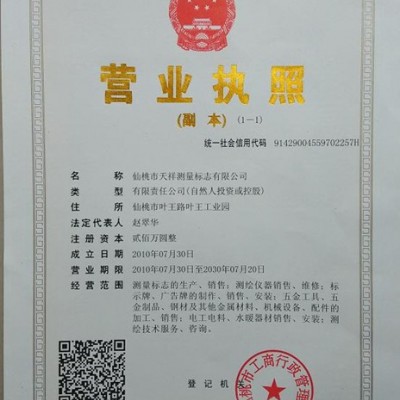 营业执照
(副 本) (1-1)
统一社会信用代码 91429004559702257H
名 称 仙桃市天祥测量标志有限公司
类 型 有限责任公司(自然人投资或控股)
住 所 仙桃市叶王路叶王工业园
法定代表人 赵翠华
注 册 资 本 贰佰万圆整
成 立 日 期 2010年07月30日
营 业 期 限 2010年07月30日至2030年07月20日
经 营 范 围 测量标志的生产、销售;测绘仪器销售、维修;标
示牌、广告牌的制作、销售、安装;五金工具、五
金制品、钢材及其他金属材料、机械设备、配件的
加工、销售;电工电料、水暖器材销售、安装;测
绘技术服务、咨询。
登 记 机 关
桃市工商行政管理